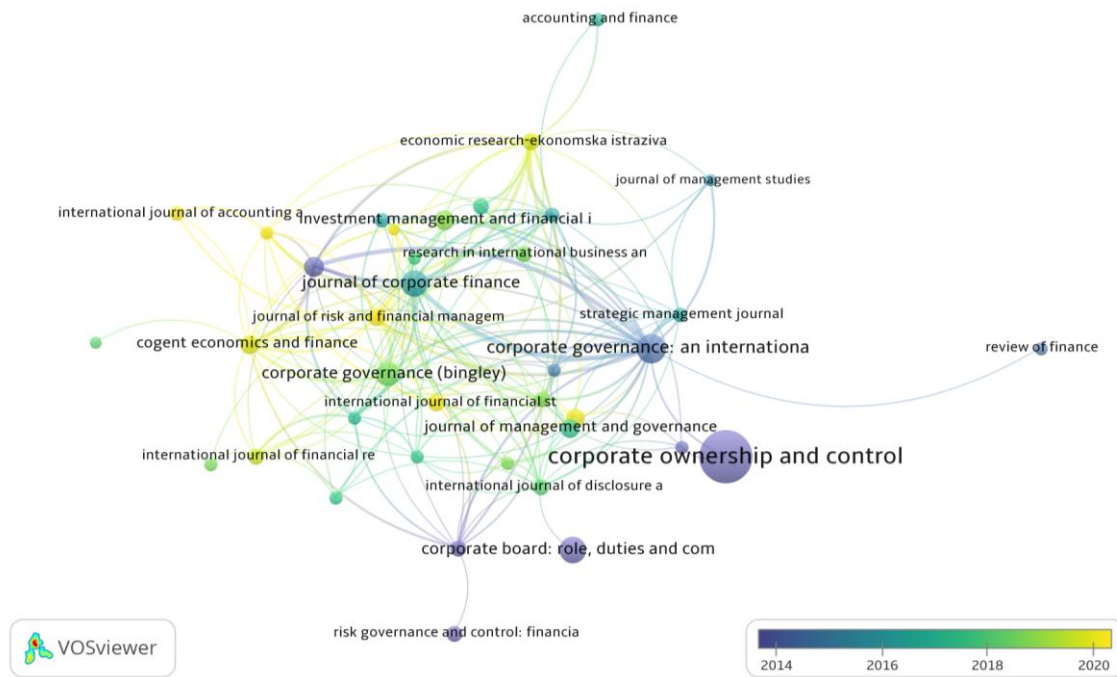 accounting and finance
economic research-ekonomska istraziva
journal of management studies
international journal of accounting a
investment management and financial i
research in international business an
journal of corporate finance
journal of risk and financial managem
strategic management journal
cogent economics and finance
corporate governance: an internationa
review of finance
corporate governance (bingley)
international journal of financial st
journal of management and governance
international journal of financial re
corporate ownership and control
international journal of disclosure a
corporate board: role, duties and com
risk governance and control: financia
VOSviewer
2014 2016 2018 2020